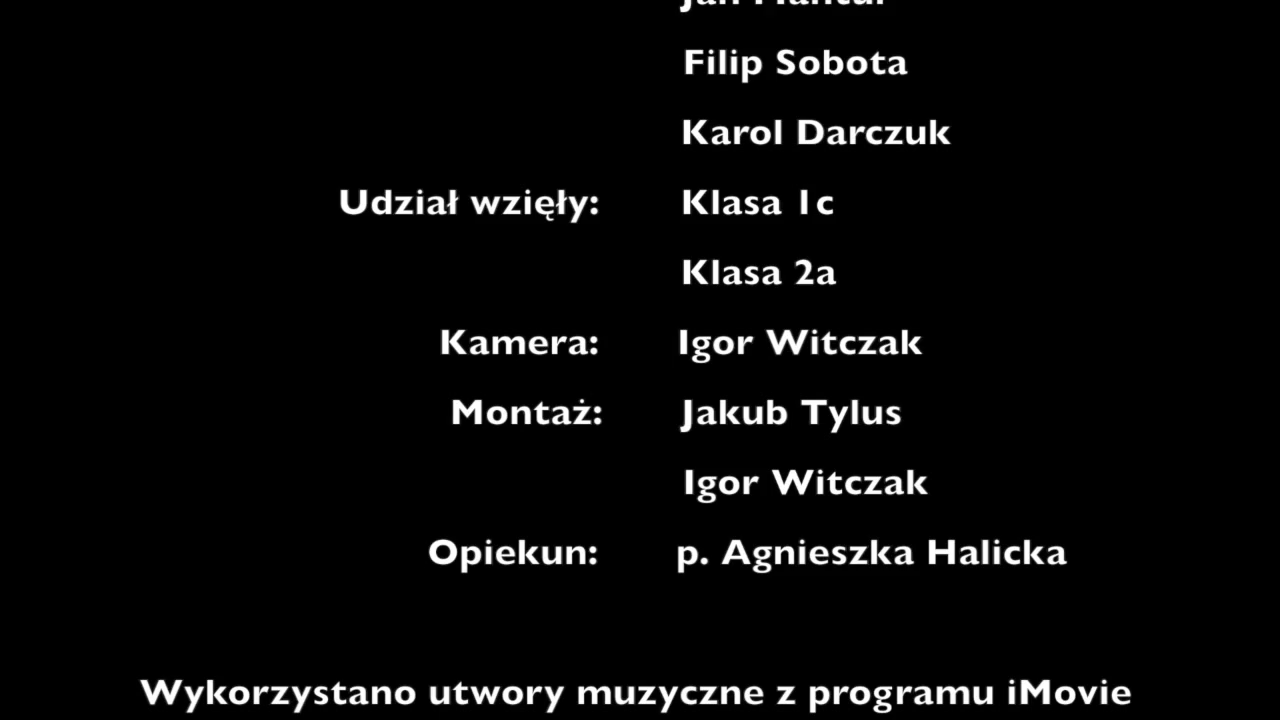 Filip Sobota
Karol Darczuk
Udział wzięły: Klasa 1c
Klasa 2a
Kamera: Igor Witczak
Montaż: Jakub Tylus
Igor Witczak
Opiekun: p. Agnieszka Halicka
Wykorzystano utwory muzyczne z programu iMovie